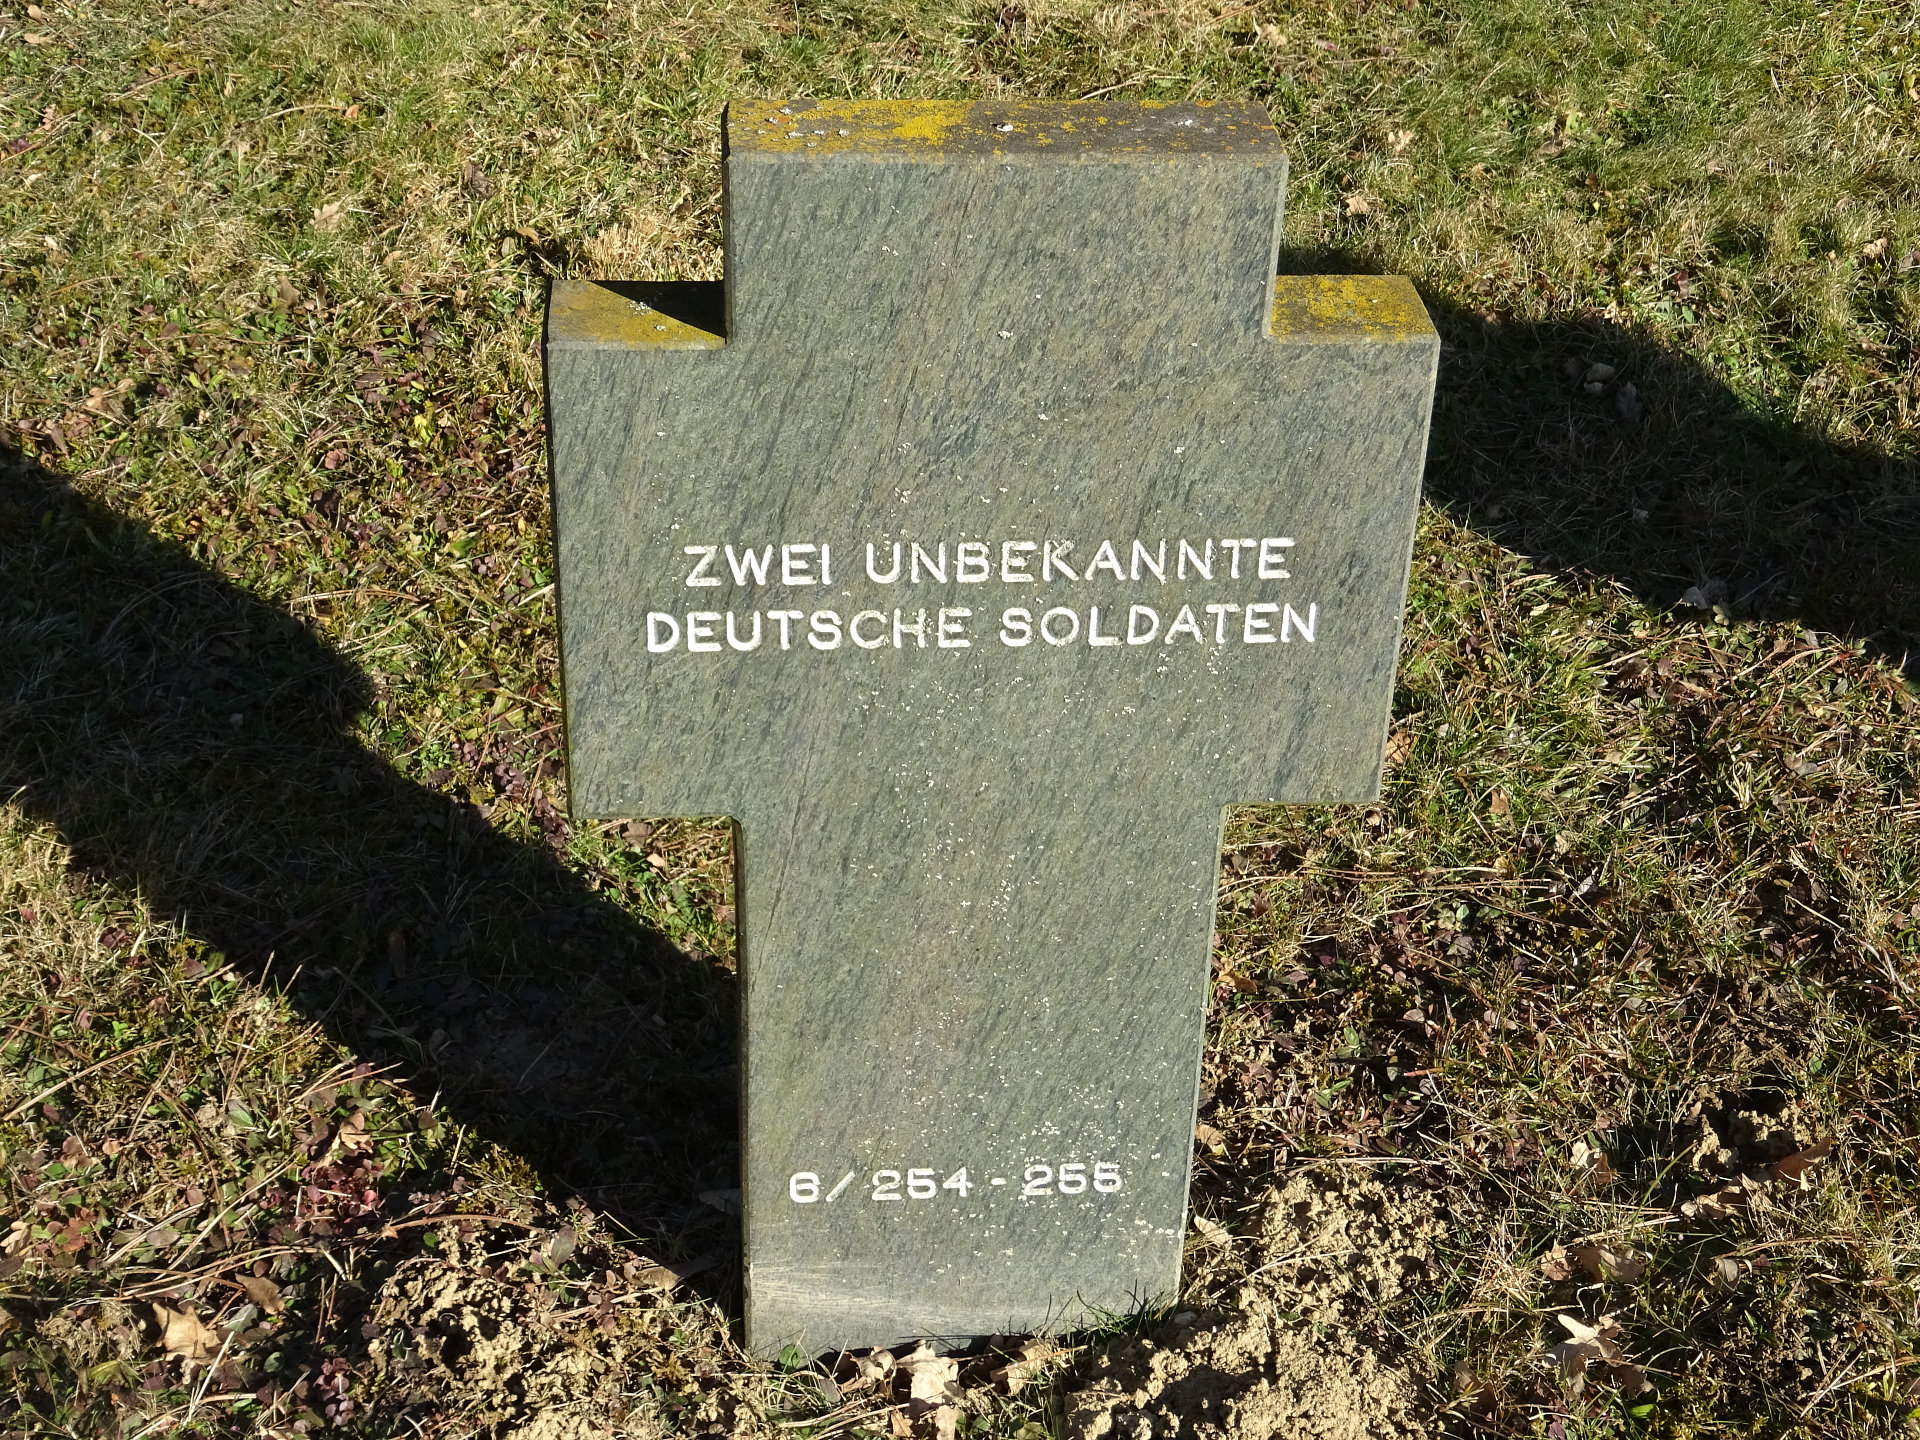 ZWEI UNBEKANNTE
DEUTSCHE SOLDATEN
6/254-255